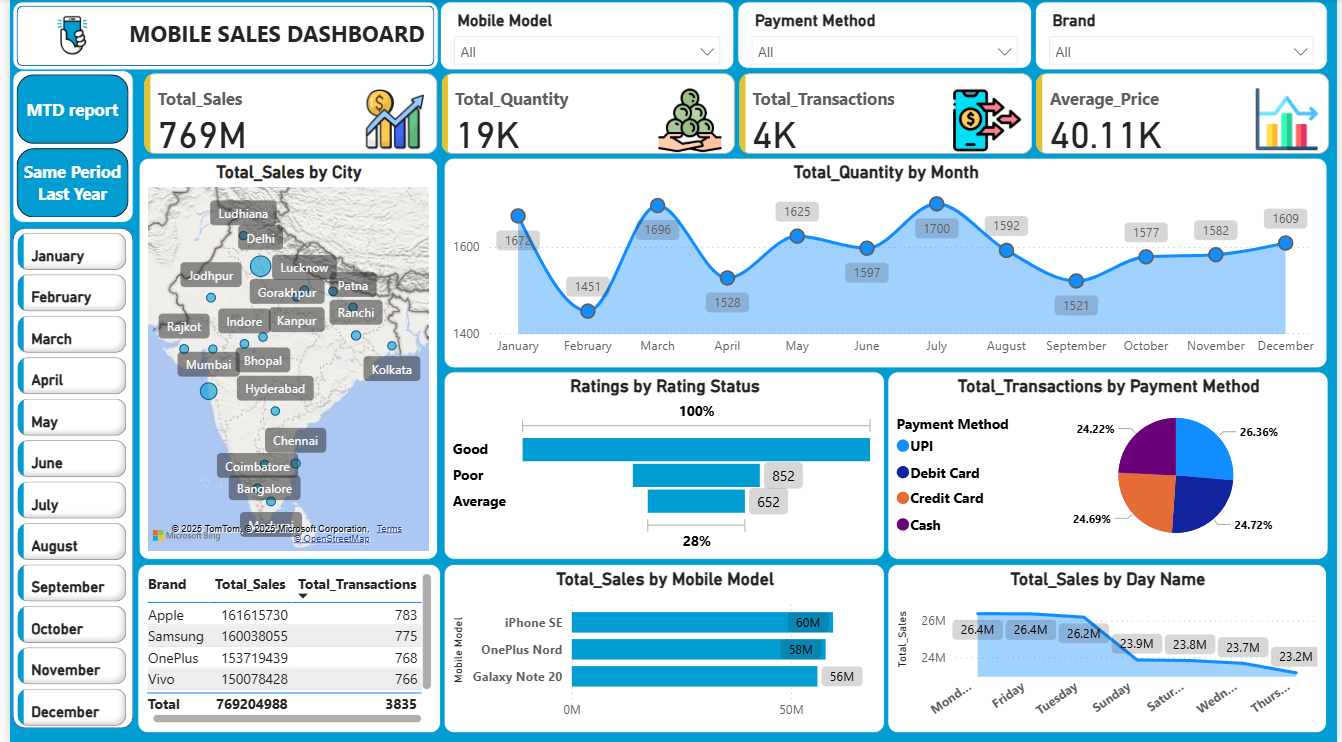 MOBILE SALES DASHBOARD
Mobile Model
All
Payment Method
All
Brand
All
MTD report
Same Period
Last Year
Total_Sales
769M
Total_Quantity
19K
Total_Transactions
4K
Average_Price
40.11K
January
February
March
April
May
June
July
August
September
October
November
December
Total_Sales by City
Ludhiana
Delhi
Jodhpur
Lucknow
Gorakhpur
Patna
Rajkot
Indore
Kanpur
Ranchi
Mumbai
Bhopal
Kolkata
Hyderabad
Chennai
Coimbatore
Bangalore
© 2025 TomTom, © 2025 Microsoft Corporation, Terms
Microsoft Bing
© OpenStreetMap
Total_Quantity by Month
1600
1400
1672
1451
1696
1528
1625
1597
1700
1592
1521
1577
1582
1609
January
February
March
April
May
June
July
August
September
October
November
December
Ratings by Rating Status
100%
Good
Poor
852
Average
652
28%
Total_Transactions by Payment Method
Payment Method
UPI
Debit Card
Credit Card
Cash
24.22%
26.36%
24.69%
24.72%
Brand Total_Sales Total_Transactions
Apple 161615730 783
Samsung 160038055 775
OnePlus 153719439 768
Vivo 150078428 766
Total 769204988 3835
Total_Sales by Mobile Model
Mobile Model
iPhone SE 60M
OnePlus Nord 58M
Galaxy Note 20 56M
0M 50M
Total_Sales by Day Name
Total_Sales
26M
24M
26.4M
26.4M
26.2M
23.9M
23.8M
23.7M
23.2M
Mond...
Friday
Tuesday
Sunday
Satur...
Wedn...
Thurs...